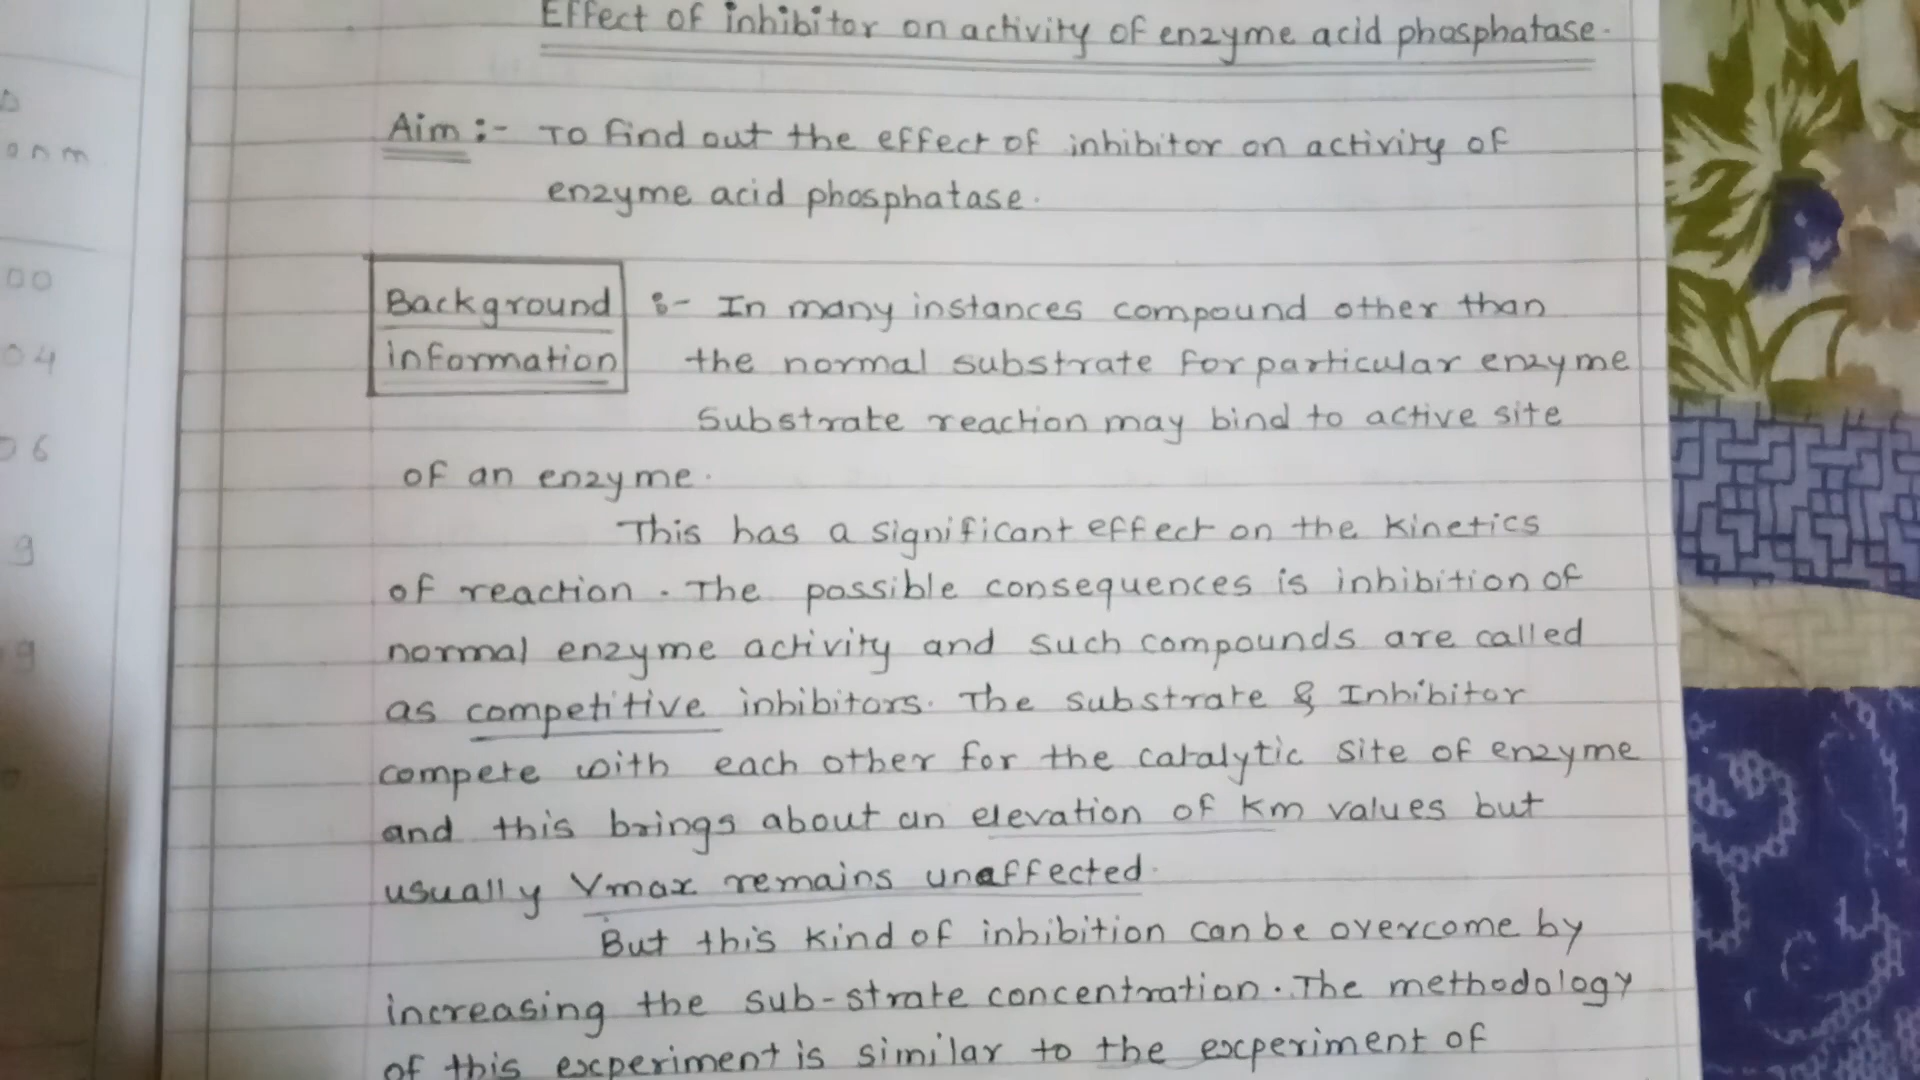 Effect of inhibitor on activity of enzyme acid phosphatase.
Aim :- To find out the effect of inhibitor on activity of
enzyme acid phosphatase.
Background :- In many instances compound other than
information the normal substrate for particular enzyme
Substrate reaction may bind to active site
of an enzyme.
This has a significant effect on the kinetics
of reaction. The possible consequences is inhibition of
normal enzyme activity and such compounds are called
as competitive inhibitors. The substrate & Inhibitor
compete with each other for the catalytic site of enzyme
and this brings about an elevation of Km values but
usually Vmax remains unaffected.
But this kind of inhibition can be overcome by
increasing the sub-strate concentration. The methodology
of this experiment is similar to the experiment of
onm
00
04
06
9
9